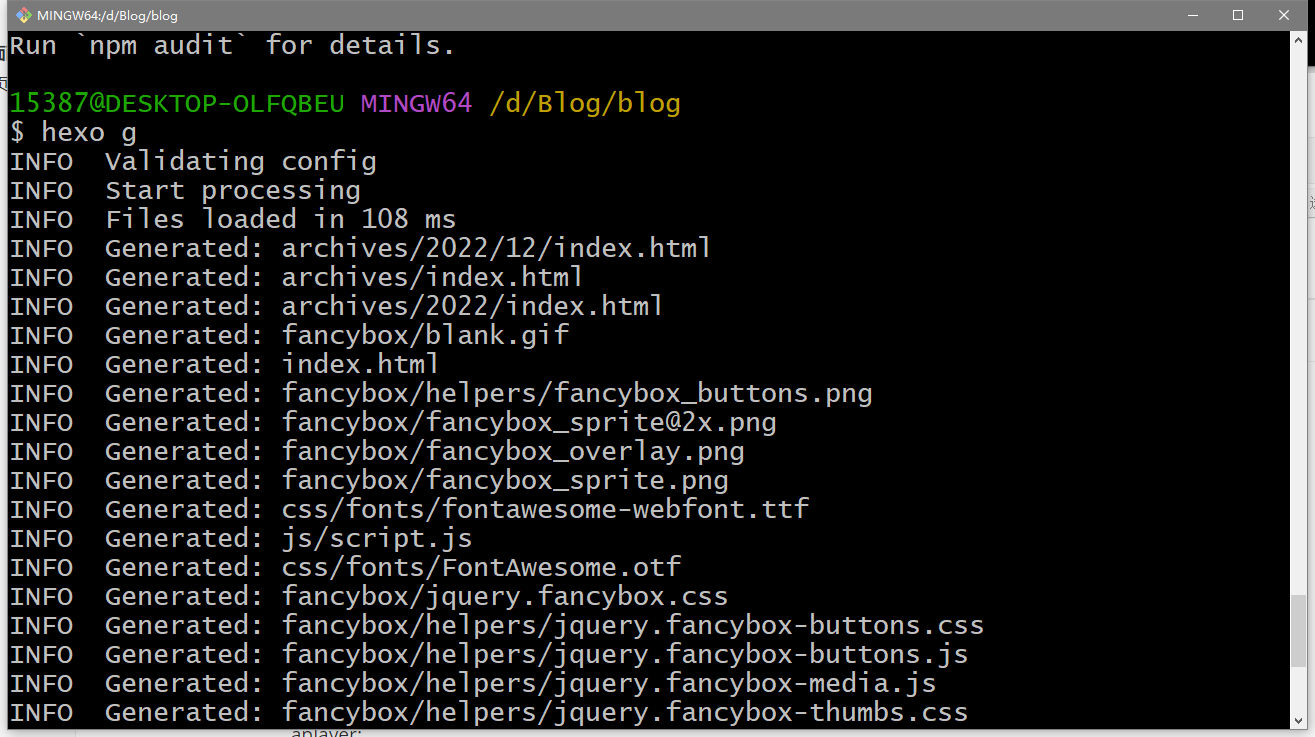 MINGW64:/d/Blog/blog
Run `npm audit` for details.
15387@DESKTOP-OLFQBEU MINGW64 /d/Blog/blog
$ hexo g
INFO  Validating config
INFO  Start processing
INFO  Files loaded in 108 ms
INFO  Generated: archives/2022/12/index.html
INFO  Generated: archives/index.html
INFO  Generated: archives/2022/index.html
INFO  Generated: fancybox/blank.gif
INFO  Generated: index.html
INFO  Generated: fancybox/helpers/fancybox_buttons.png
INFO  Generated: fancybox/fancybox_sprite@2x.png
INFO  Generated: fancybox/fancybox_overlay.png
INFO  Generated: fancybox/fancybox_sprite.png
INFO  Generated: css/fonts/fontawesome-webfont.ttf
INFO  Generated: js/script.js
INFO  Generated: css/fonts/FontAwesome.otf
INFO  Generated: fancybox/jquery.fancybox.css
INFO  Generated: fancybox/helpers/jquery.fancybox-buttons.css
INFO  Generated: fancybox/helpers/jquery.fancybox-buttons.js
INFO  Generated: fancybox/helpers/jquery.fancybox-media.js
INFO  Generated: fancybox/helpers/jquery.fancybox-thumbs.css
aplayer: